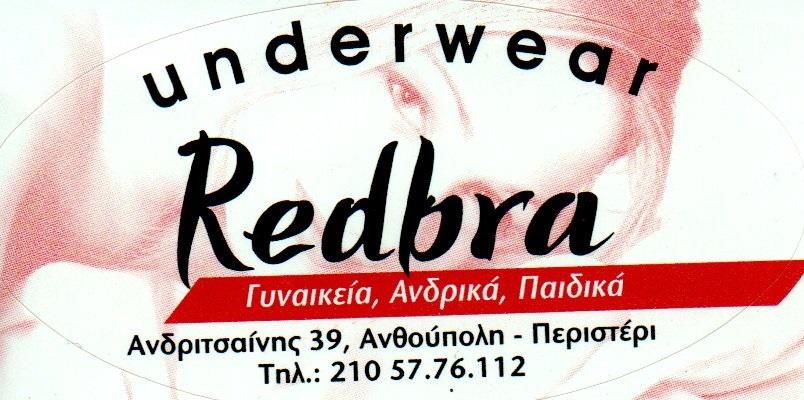 underwear
Redbra
Γυναικεία, Ανδρικά, Παιδικά
Ανδριτσαίνης 39, Ανθούπολη - Περιστέρι
Τηλ.: 210 57.76.112